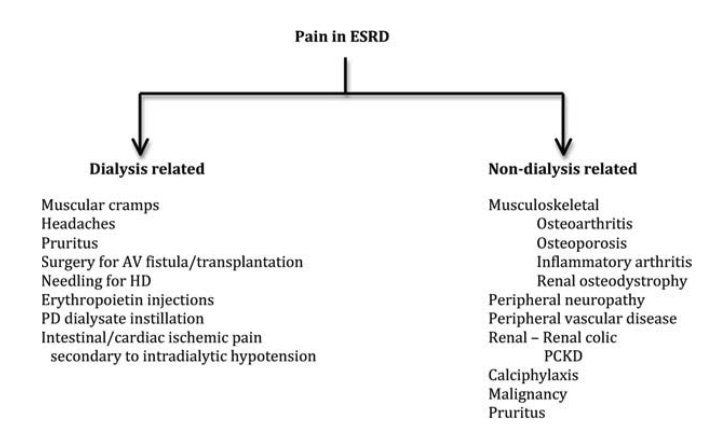 Pain in ESRD
Dialysis related
Muscular cramps
Headaches
Pruritus
Surgery for AV fistula/transplantation
Needling for HD
Erythropoietin injections
PD dialysate instillation
Intestinal/cardiac ischemic pain
secondary to intradialytic hypotension
Non-dialysis related
Musculoskeletal
Osteoarthritis
Osteoporosis
Inflammatory arthritis
Renal osteodystrophy
Peripheral neuropathy
Peripheral vascular disease
Renal – Renal colic
PCKD
Calciphylaxis
Malignancy
Pruritus